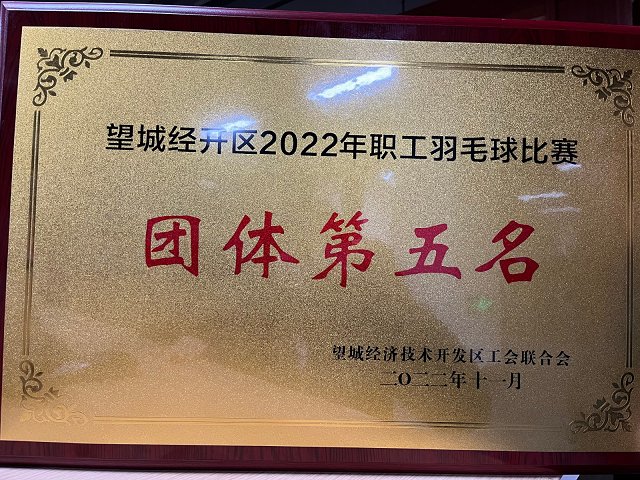 望城经开区2022年职工羽毛球比赛
团体第五名
望城经济技术开发区工会联合会
二〇二二年十一月